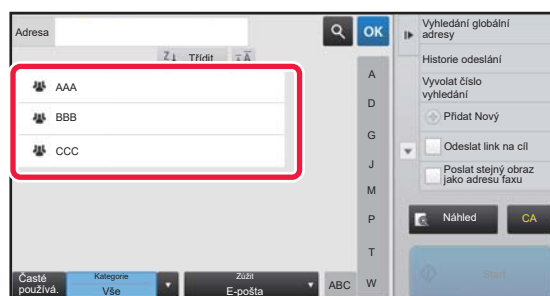 Adresa
OK
Třídit
AAA
BBB
CCC
A
D
G
J
M
P
T
W
Časté
používá.
Kategorie
Vše
Zúžit
E-pošta
ABC
Vyhledání globální
adresy
Historie odeslání
Vyvolat číslo
vyhledání
Přidat Nový
Odeslat link na cíl
Poslat stejný obraz
jako adresu faxu
Náhled
CA
Start